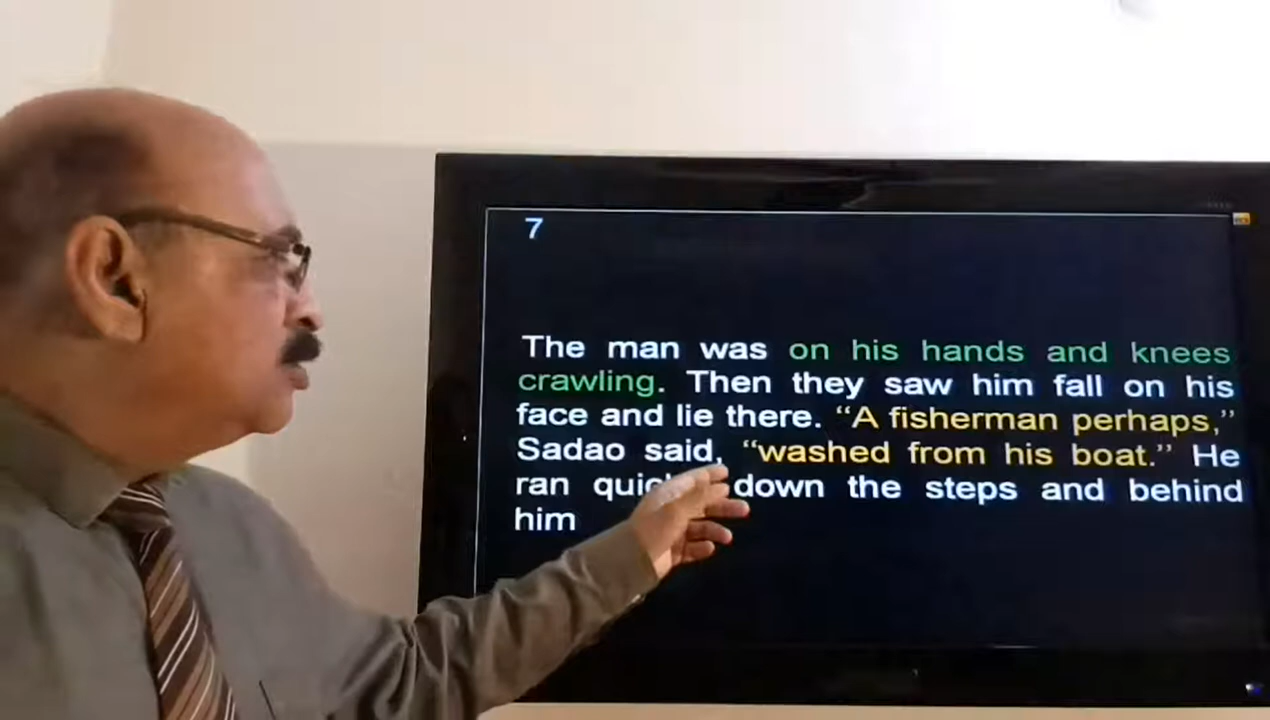 7
The man was on his hands and knees
crawling. Then they saw him fall on his
face and lie there. “A fisherman perhaps,”
Sadao said, “washed from his boat.” He
ran down the steps and behind
him